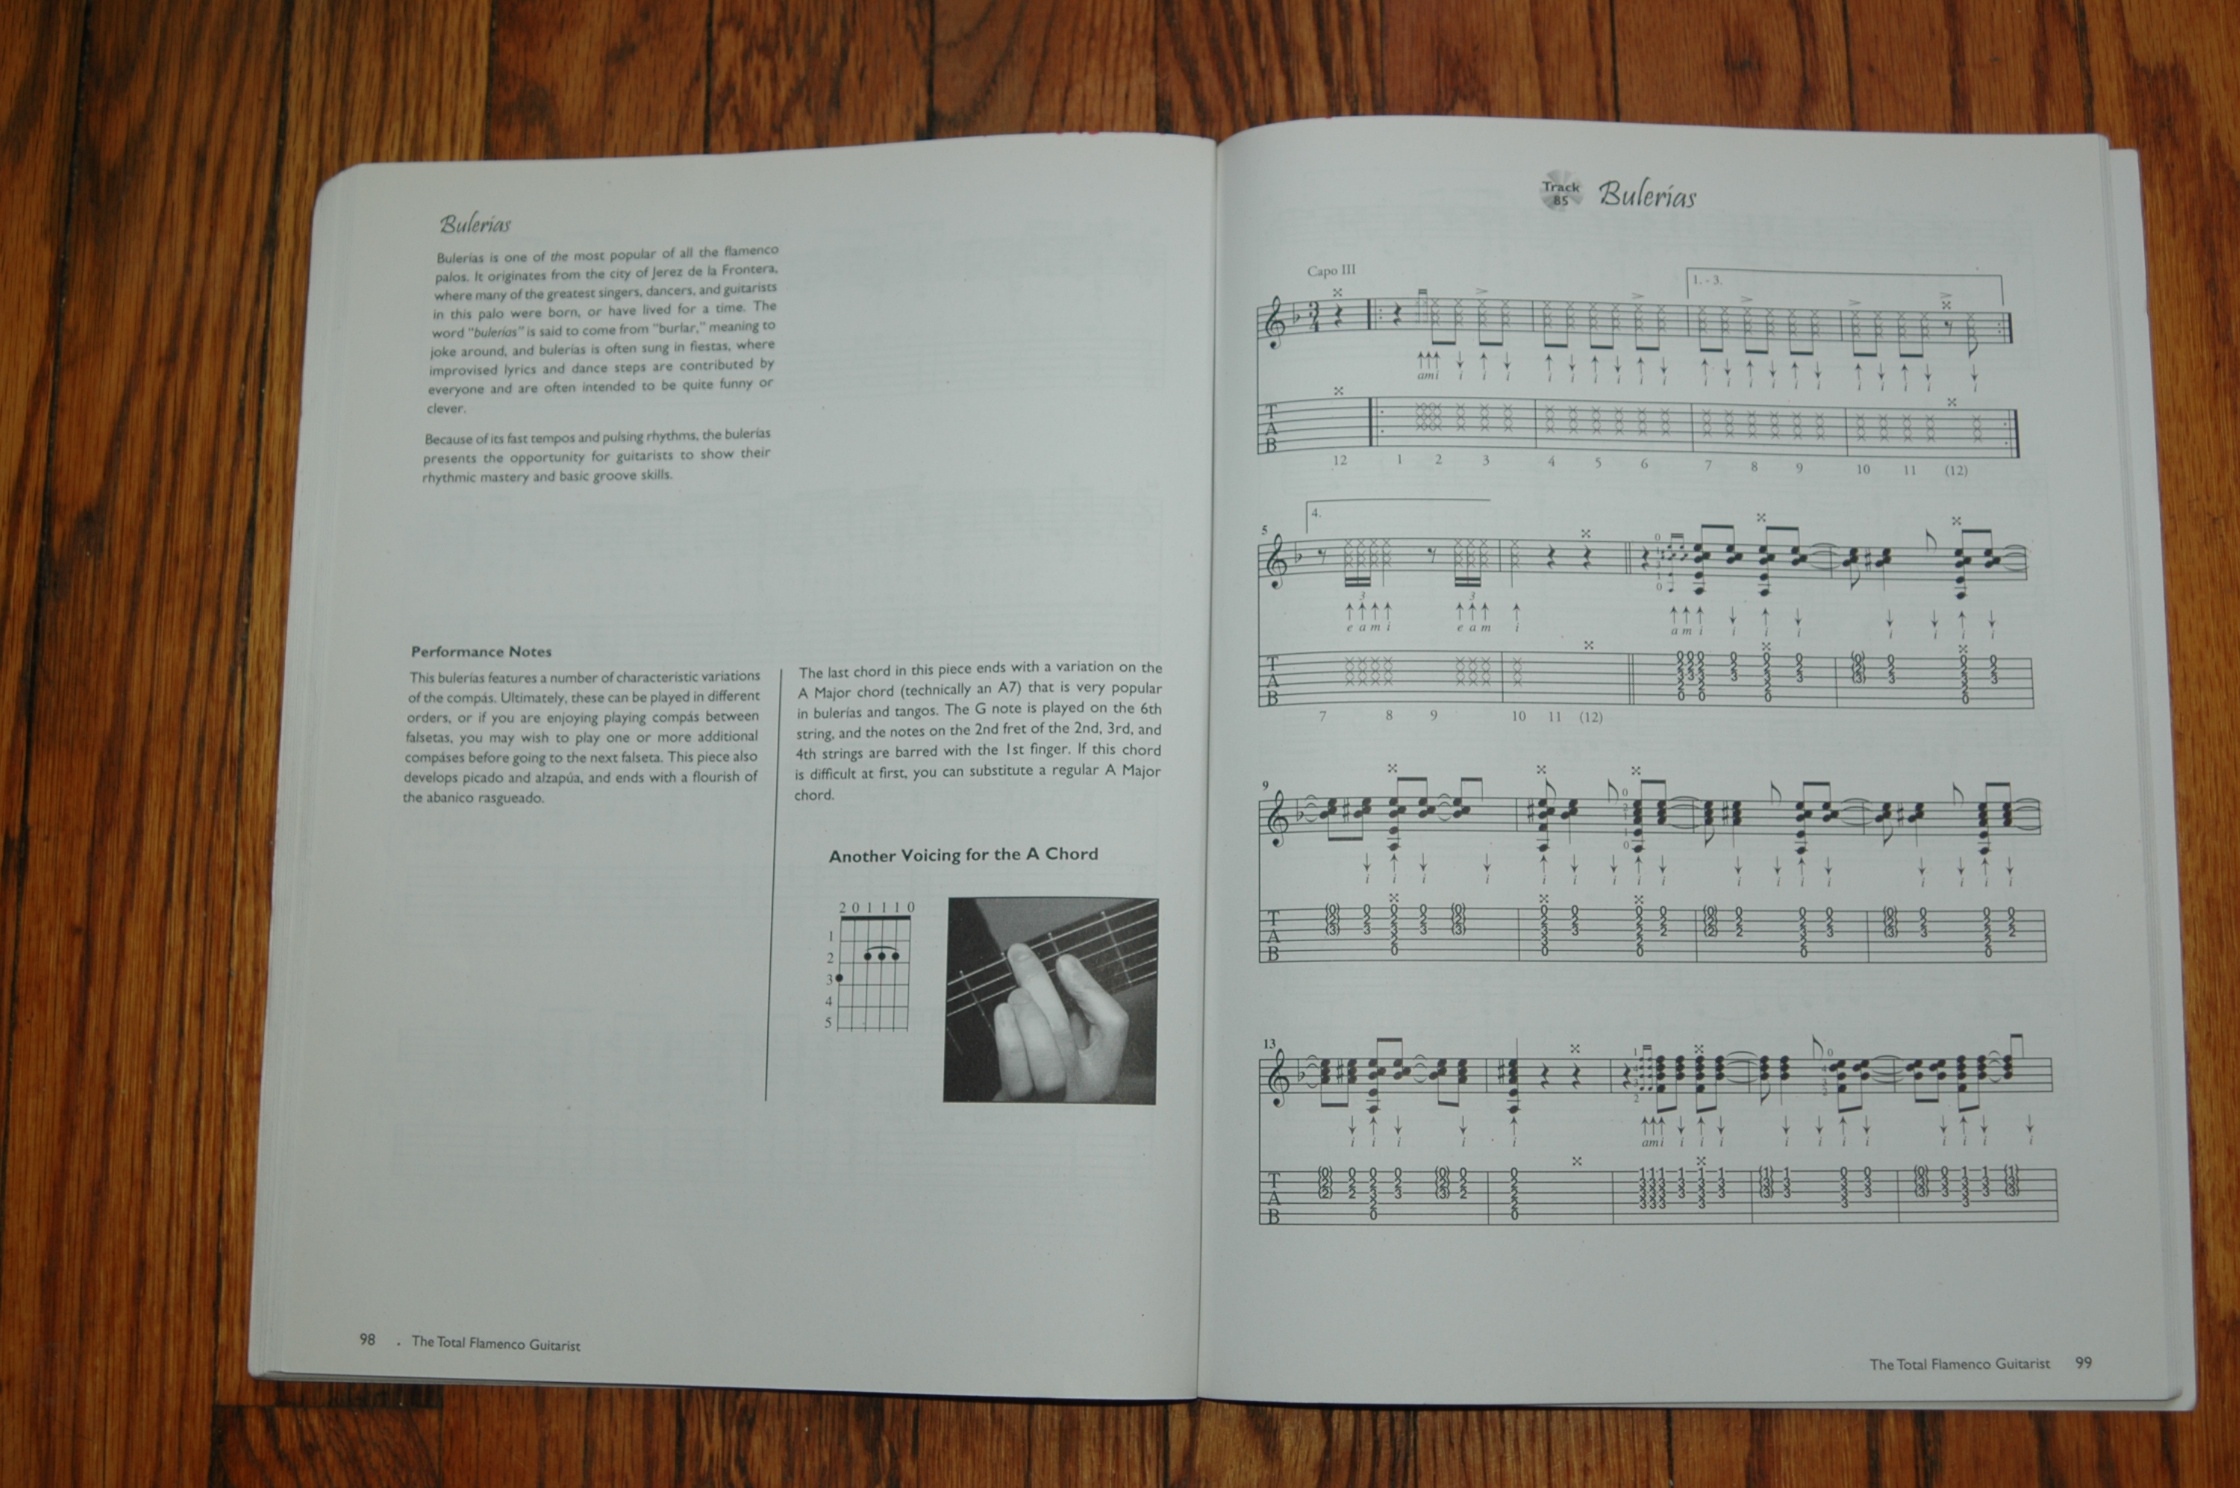 Bulerías
Bulerías is one of the most popular of all the flamenco
palos. It originates from the city of Jerez de la Frontera,
where many of the greatest singers, dancers, and guitarists
in this palo were born, or have lived for a time. The
word "bulerías" is said to come from "burlar," meaning to
joke around, and bulerías is often sung in fiestas, where
improvised lyrics and dance steps are contributed by
everyone and are often intended to be quite funny or
clever.
Because of its fast tempos and pulsing rhythms, the bulerías
presents the opportunity for guitarists to show their
rhythmic mastery and basic groove skills.
Performance Notes
This bulerías features a number of characteristic variations
of the compás. Ultimately, these can be played in different
orders, or if you are enjoying playing compás between
falsetas, you may wish to play one or more additional
compáses before going to the next falseta. This piece also
develops picado and alzapúa, and ends with a flourish of
the abanico rasgueado.
The last chord in this piece ends with a variation on the
A Major chord (technically an A7) that is very popular
in bulerías and tangos. The G note is played on the 6th
string, and the notes on the 2nd fret of the 2nd, 3rd, and
4th strings are barred with the 1st finger. If this chord
is difficult at first, you can substitute a regular A Major
chord.
Another Voicing for the A Chord
2 0 1 1 1 0
1
2
3
4
5
98 • The Total Flamenco Guitarist
Track
85
Bulerías
Capo III
1. - 3.
a m i
T
A
B
12 1 2 3 4 5 6 7 8 9 10 11 (12)
4.
5
e a m i e a m i a m i
T
A
B
7 8 9 10 11 (12)
9
T
A
B
13
a m i
T
A
B
The Total Flamenco Guitarist 99